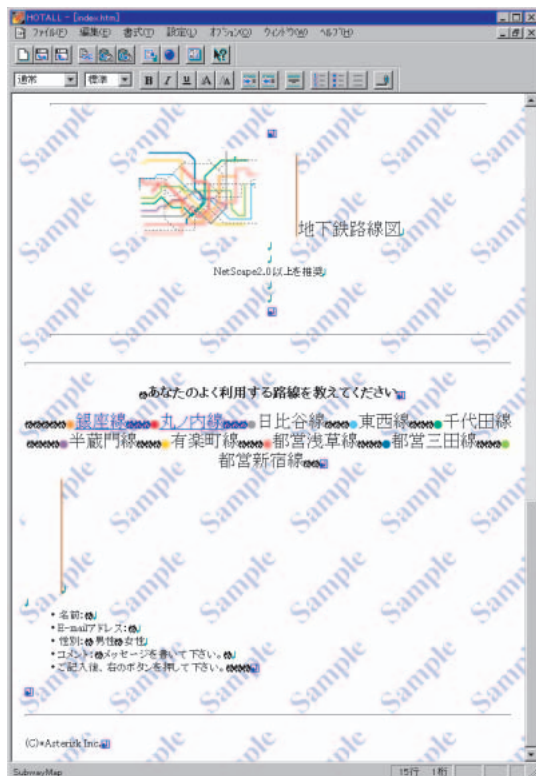 HOTALL - [index.htm]
ファイル(F) 編集(E) 書式(T) 設定(L) オプション(O) ウィンドウ(W) ヘルプ(H)
通常 標準 B I U A A
地下鉄路線図
NetScape2.0以上を推奨
あなたのよく利用する路線を教えてください
銀座線 丸ノ内線 日比谷線 東西線 千代田線
半蔵門線 有楽町線 都営浅草線 都営三田線
都営新宿線
• 名前:
• E-mailアドレス:
• 性別: 男性 女性
• コメント: メッセージを書いて下さい。
• ご記入後、右のボタンを押して下さい。
(C)*Asterizk Inc.
SubwayMap 15行 1桁
Sample